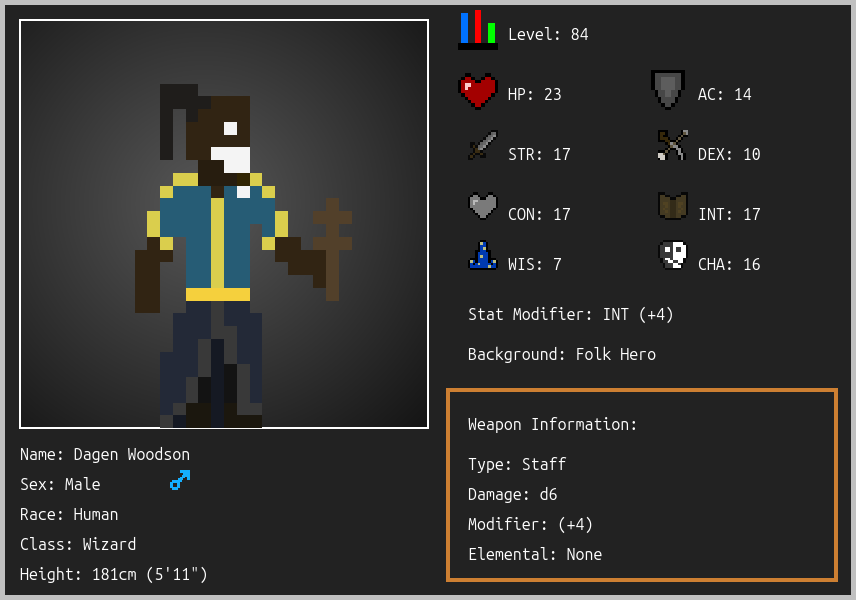 Level: 84
HP: 23 AC: 14
STR: 17 DEX: 10
CON: 17 INT: 17
WIS: 7 CHA: 16
Stat Modifier: INT (+4)
Background: Folk Hero
Weapon Information:
Type: Staff
Damage: d6
Modifier: (+4)
Elemental: None
Name: Dagen Woodson
Sex: Male
Race: Human
Class: Wizard
Height: 181cm (5'11")